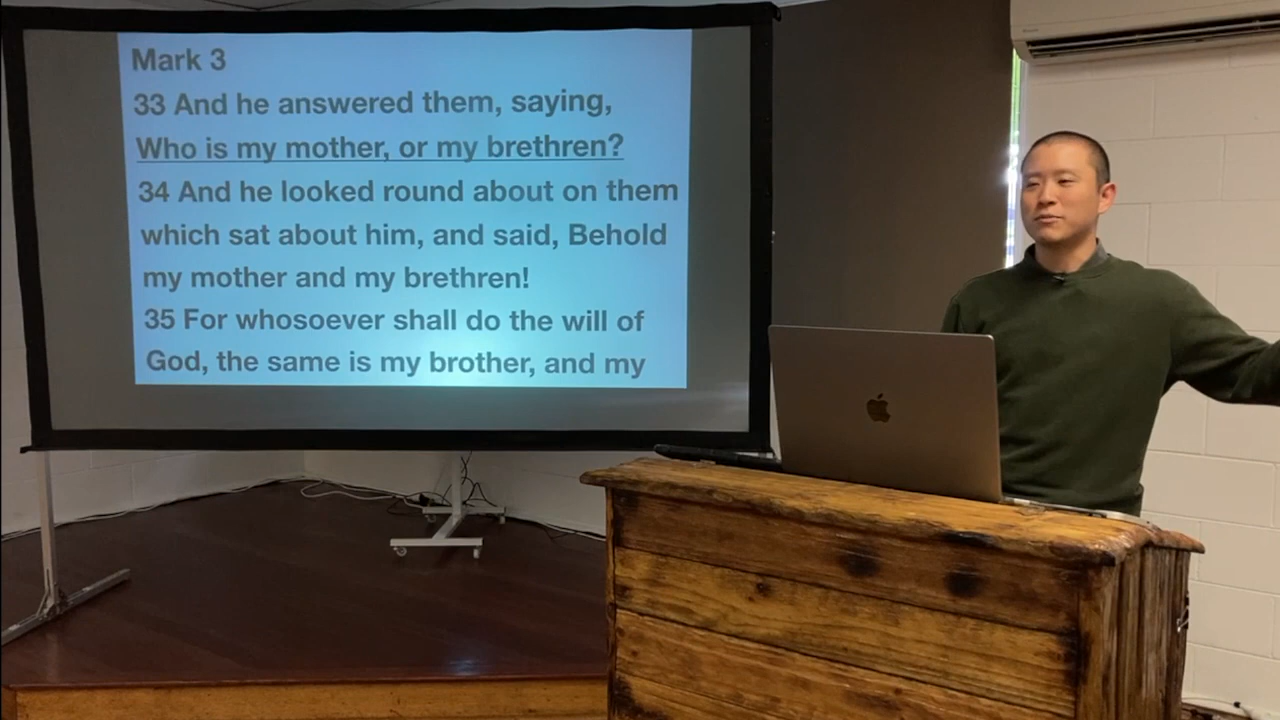 Mark 3
33 And he answered them, saying,
Who is my mother, or my brethren?
34 And he looked round about on them
which sat about him, and said, Behold
my mother and my brethren!
35 For whosoever shall do the will of
God, the same is my brother, and my